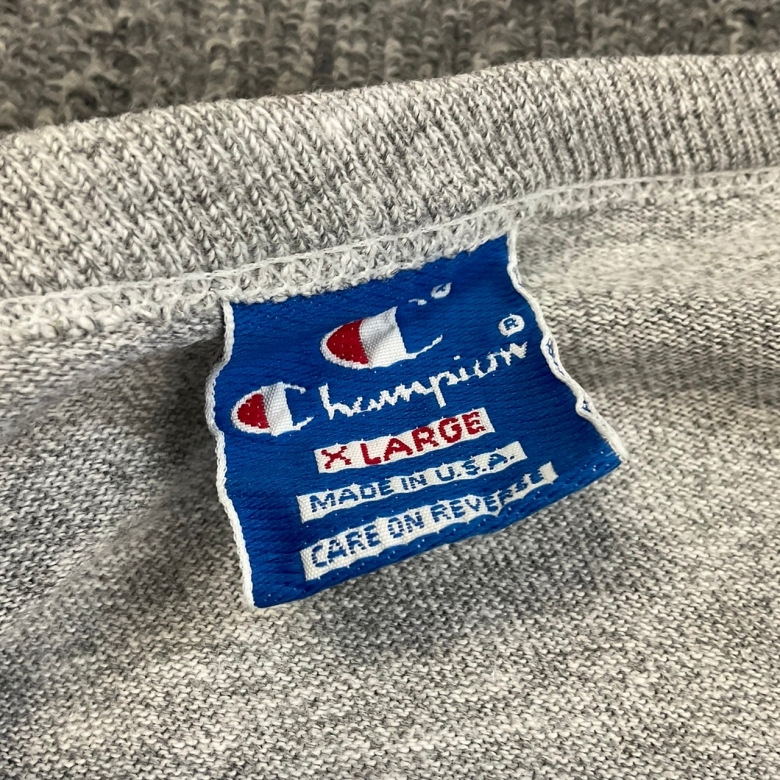 Champion ®
X LARGE
MADE IN U.S.A.
CARE ON REVERSE